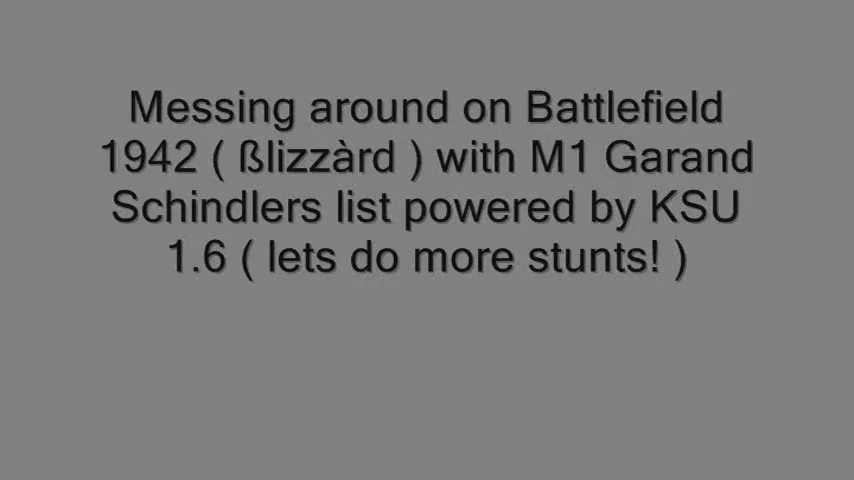 Messing around on Battlefield
1942 ( ßlizzàrd ) with M1 Garand
Schindlers list powered by KSU
1.6 ( lets do more stunts! )